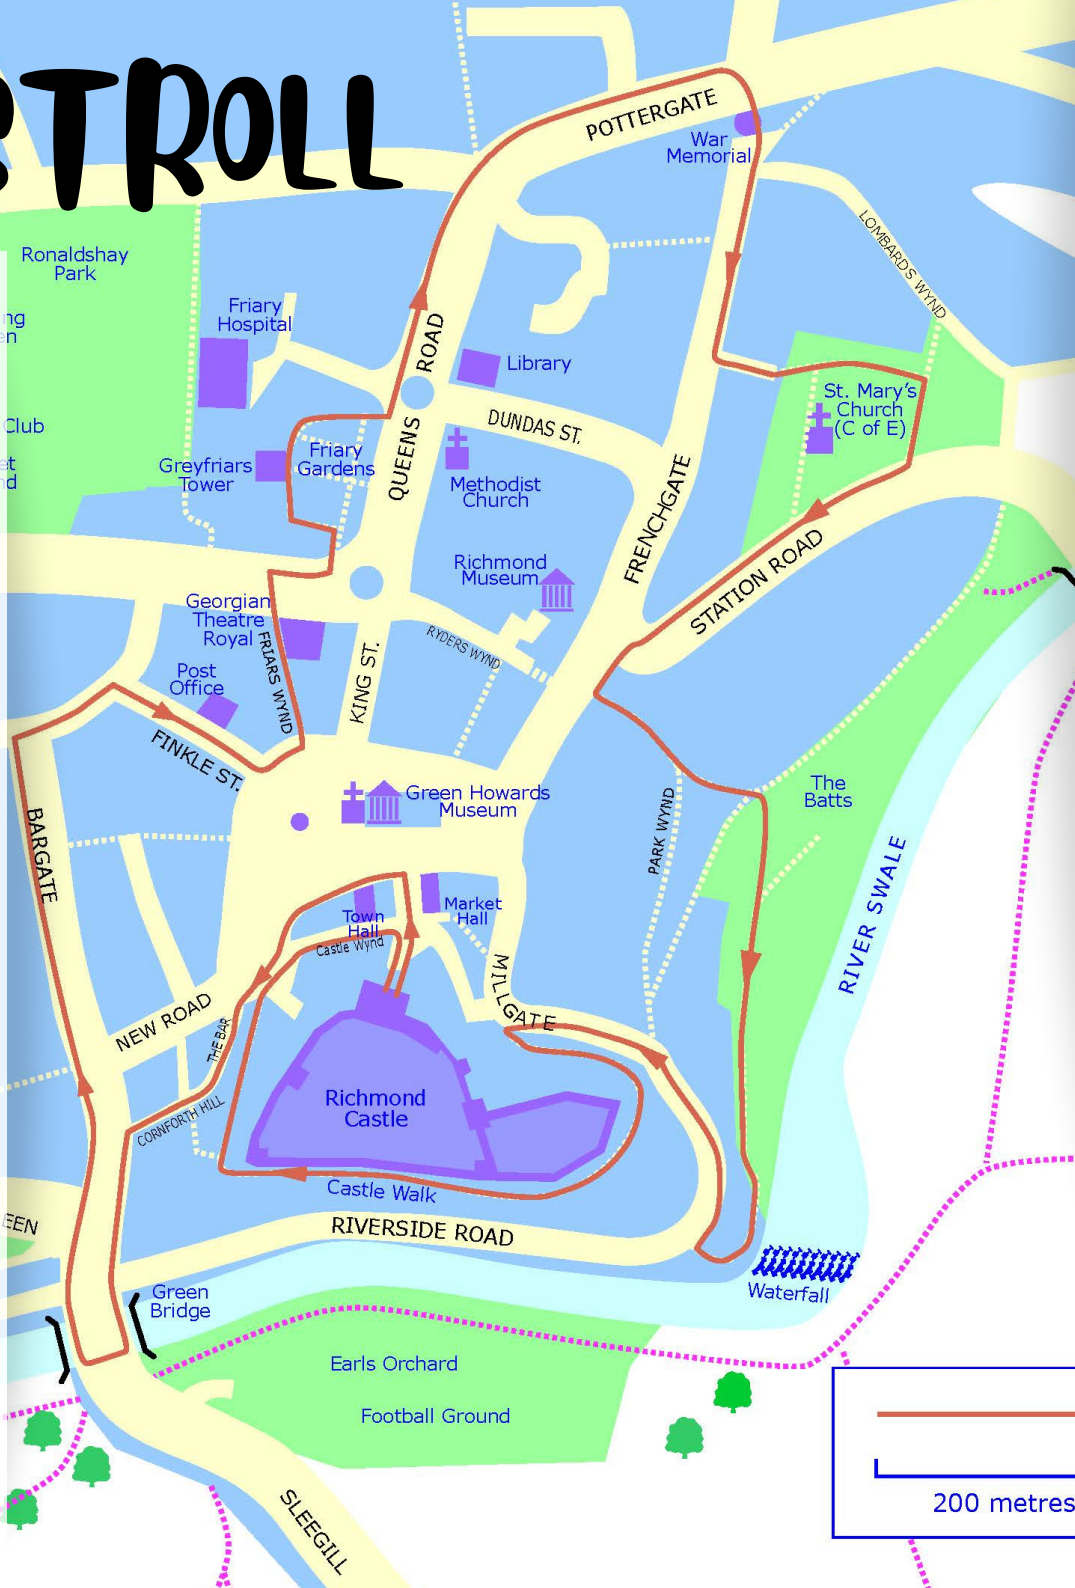 TROLL
POTTERGATE
War
Memorial
LOMBARDS WYND
Ronaldshay
Park
Friary
Hospital
QUEENS ROAD
Library
St. Mary's
Church
(C of E)
Club
DUNDAS ST.
Greyfriars
Tower
Friary
Gardens
Methodist
Church
FRENCHGATE
STATION ROAD
Richmond
Museum
Georgian
Theatre
Royal
FRIARS WYND
RYDERS WYND
KING ST.
Post
Office
FINKLE ST.
Green Howards
Museum
The
Batts
PARK WYND
BARGATE
RIVER SWALE
Town
Hall
Market
Hall
Castle Wynd
MILLGATE
NEW ROAD
THE BAR
CORNFORTH HILL
Richmond
Castle
Castle Walk
RIVERSIDE ROAD
EEN
Green
Bridge
Waterfall
Earls Orchard
Football Ground
SLEEGILL
200 metres